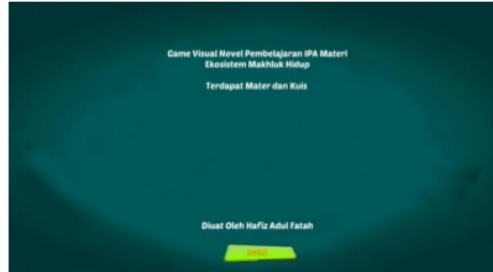 Game Visual Novel Pembelajaran IPA Materi
Ekosistem Makhluk Hidup
Terdapat Mater dan Kuis
Diuat Oleh Hafiz Adul Fatah